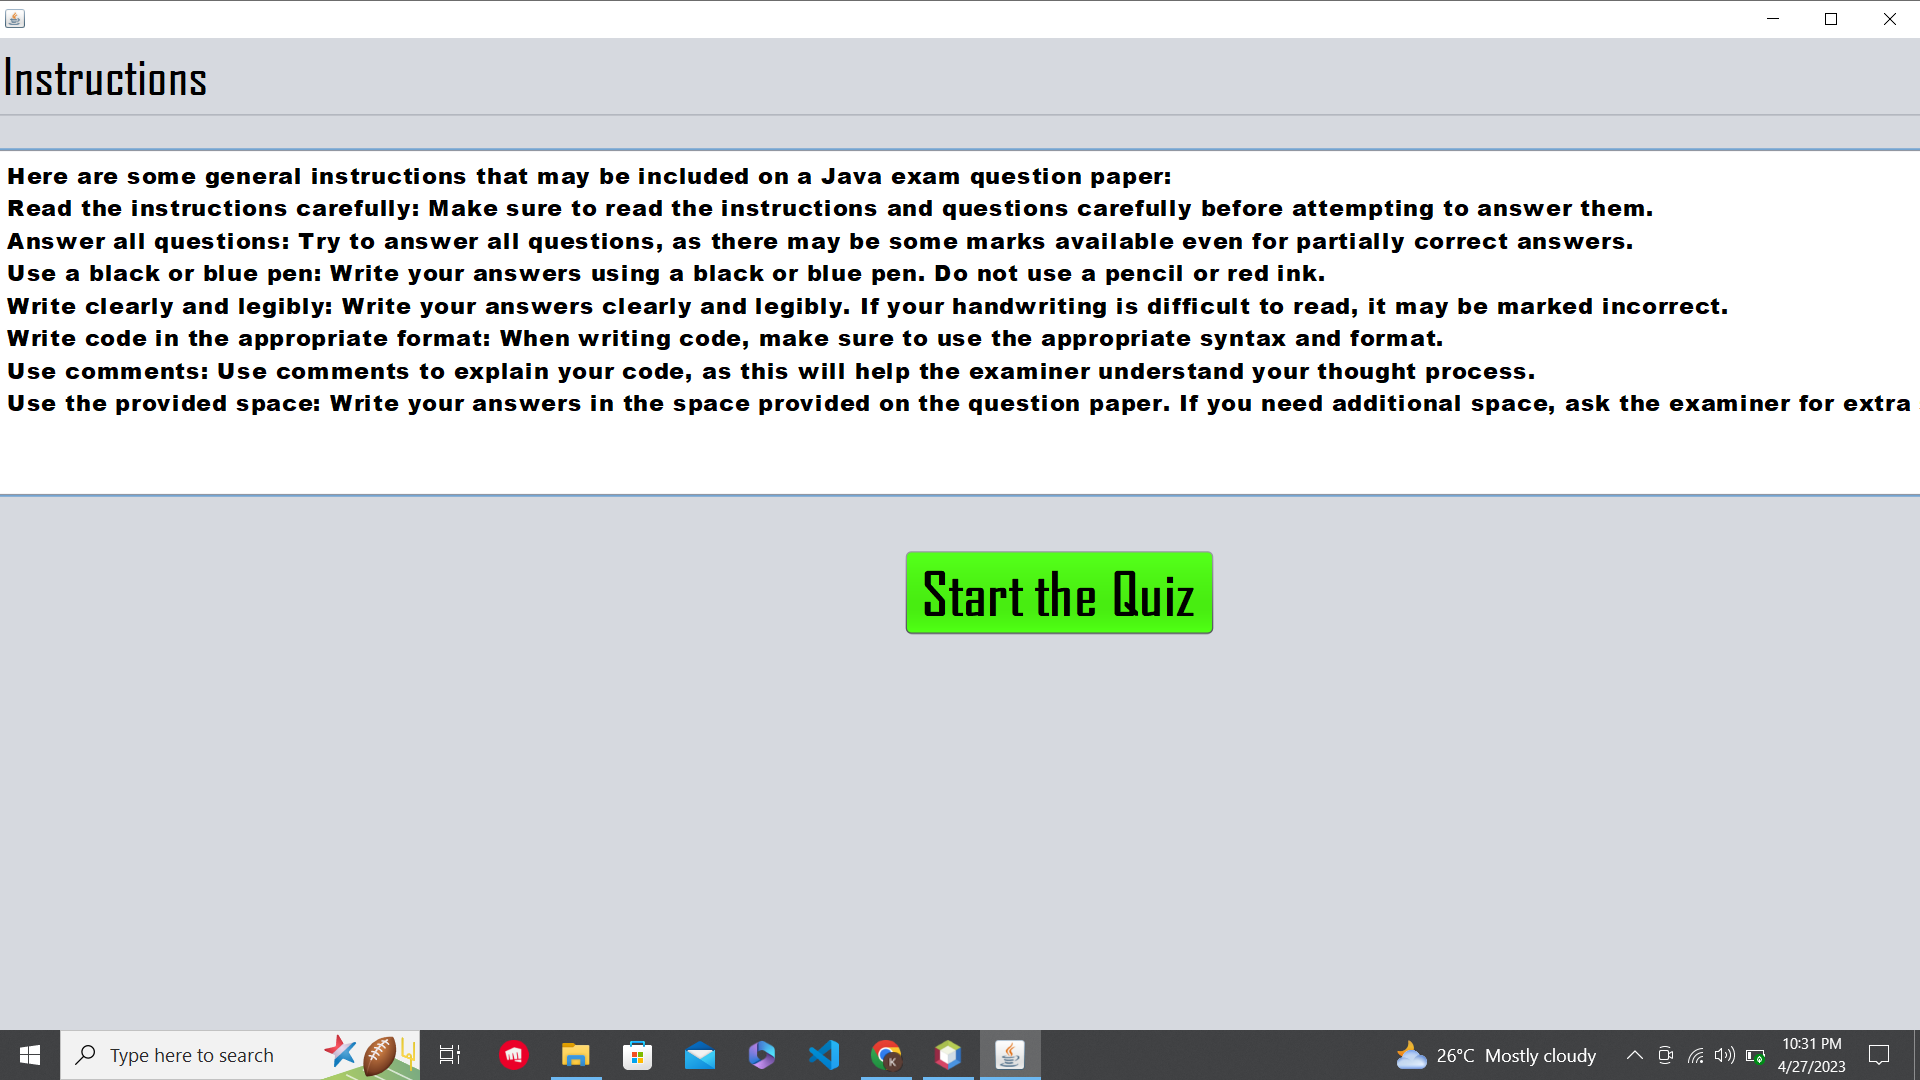 Instructions
Here are some general instructions that may be included on a Java exam question paper:
Read the instructions carefully: Make sure to read the instructions and questions carefully before attempting to answer them.
Answer all questions: Try to answer all questions, as there may be some marks available even for partially correct answers.
Use a black or blue pen: Write your answers using a black or blue pen. Do not use a pencil or red ink.
Write clearly and legibly: Write your answers clearly and legibly. If your handwriting is difficult to read, it may be marked incorrect.
Write code in the appropriate format: When writing code, make sure to use the appropriate syntax and format.
Use comments: Use comments to explain your code, as this will help the examiner understand your thought process.
Use the provided space: Write your answers in the space provided on the question paper. If you need additional space, ask the examiner for extra
Start the Quiz
Type here to search
K
26°C Mostly cloudy
10:31 PM
4/27/2023